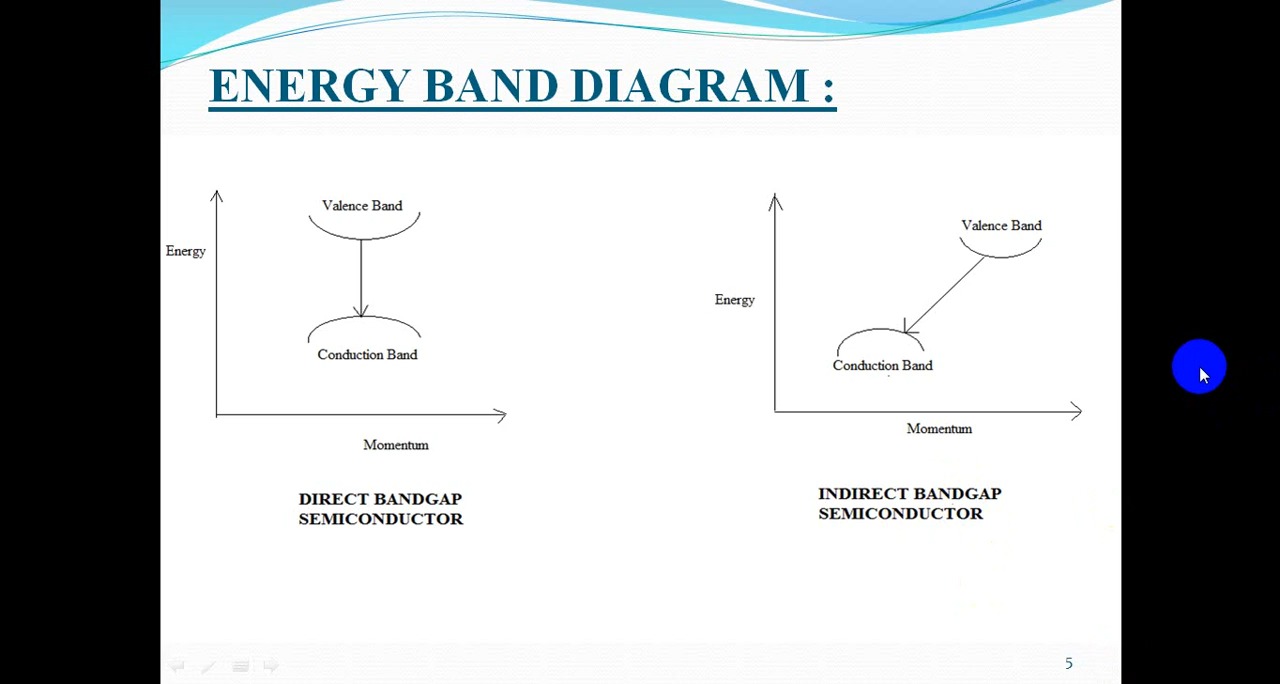 ENERGY BAND DIAGRAM :
Valence Band
Energy
Conduction Band
Momentum
DIRECT BANDGAP
SEMICONDUCTOR
Valence Band
Energy
Conduction Band
Momentum
INDIRECT BANDGAP
SEMICONDUCTOR
5